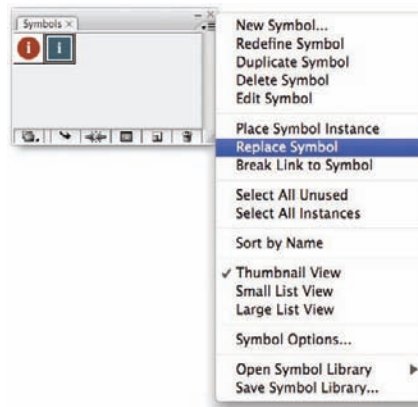 Symbols ×
i i
New Symbol...
Redefine Symbol
Duplicate Symbol
Delete Symbol
Edit Symbol
Place Symbol Instance
Replace Symbol
Break Link to Symbol
Select All Unused
Select All Instances
Sort by Name
✓ Thumbnail View
Small List View
Large List View
Symbol Options...
Open Symbol Library
Save Symbol Library...